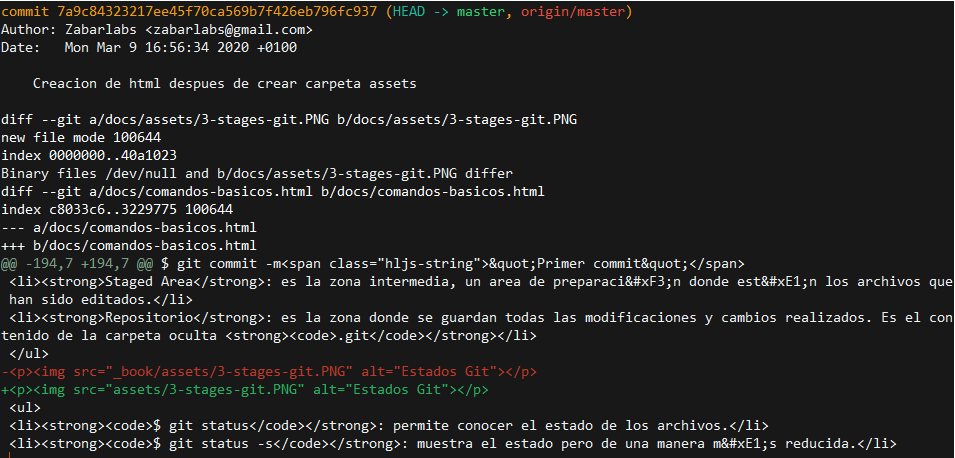 commit 7a9c84323217ee45f70ca569b7f426eb796fc937 (HEAD -> master, origin/master)
Author: Zabarlabs <zabarlabs@gmail.com>
Date:   Mon Mar 9 16:56:34 2020 +0100
    Creacion de html despues de crear carpeta assets
diff --git a/docs/assets/3-stages-git.PNG b/docs/assets/3-stages-git.PNG
new file mode 100644
index 0000000..40a1023
Binary files /dev/null and b/docs/assets/3-stages-git.PNG differ
diff --git a/docs/comandos-basicos.html b/docs/comandos-basicos.html
index c8033c6..3229775 100644
--- a/docs/comandos-basicos.html
+++ b/docs/comandos-basicos.html
@@ -194,7 +194,7 @@ $ git commit -m<span class="hljs-string">&quot;Primer commit&quot;</span>
 <li><strong>Staged Area</strong>: es la zona intermedia, un area de preparaci&#xF3;n donde est&#xE1;n los archivos que
 han sido editados.</li>
 <li><strong>Repositorio</strong>: es la zona donde se guardan todas las modificaciones y cambios realizados. Es el con
tenido de la carpeta oculta <strong><code>.git</code></strong></li>
 </ul>
-<p><img src="_book/assets/3-stages-git.PNG" alt="Estados Git"></p>
+<p><img src="assets/3-stages-git.PNG" alt="Estados Git"></p>
 <ul>
 <li><strong><code>$ git status</code></strong>: permite conocer el estado de los archivos.</li>
 <li><strong><code>$ git status -s</code></strong>: muestra el estado pero de una manera m&#xE1;s reducida.</li>